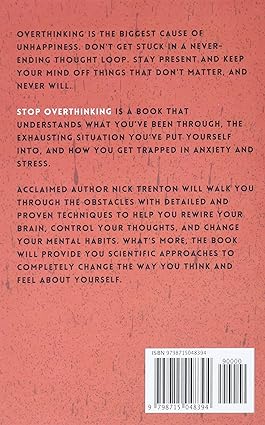 OVERTHINKING IS THE BIGGEST CAUSE OF
UNHAPPINESS. DON'T GET STUCK IN A NEVER-
ENDING THOUGHT LOOP. STAY PRESENT AND KEEP
YOUR MIND OFF THINGS THAT DON'T MATTER, AND
NEVER WILL.
STOP OVERTHINKING IS A BOOK THAT
UNDERSTANDS WHAT YOU'VE BEEN THROUGH, THE
EXHAUSTING SITUATION YOU'VE PUT YOURSELF
INTO, AND HOW YOU GET TRAPPED IN ANXIETY AND
STRESS.
ACCLAIMED AUTHOR NICK TRENTON WILL WALK YOU
THROUGH THE OBSTACLES WITH DETAILED AND
PROVEN TECHNIQUES TO HELP YOU REWIRE YOUR
BRAIN, CONTROL YOUR THOUGHTS, AND CHANGE
YOUR MENTAL HABITS. WHAT'S MORE, THE BOOK
WILL PROVIDE YOU SCIENTIFIC APPROACHES TO
COMPLETELY CHANGE THE WAY YOU THINK AND
FEEL ABOUT YOURSELF.
ISBN 9798715048394
90000
9 798715 048394